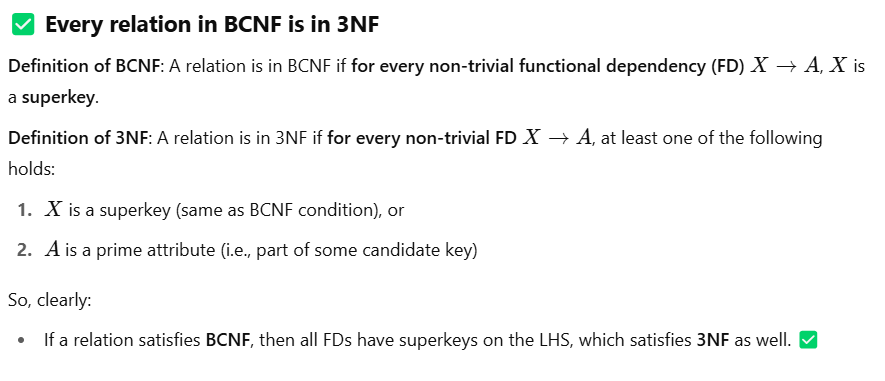 ✅ Every relation in BCNF is in 3NF
Definition of BCNF: A relation is in BCNF if for every non-trivial functional dependency (FD) X → A, X is
a superkey.
Definition of 3NF: A relation is in 3NF if for every non-trivial FD X → A, at least one of the following
holds:
1. X is a superkey (same as BCNF condition), or
2. A is a prime attribute (i.e., part of some candidate key)
So, clearly:
• If a relation satisfies BCNF, then all FDs have superkeys on the LHS, which satisfies 3NF as well. ✅